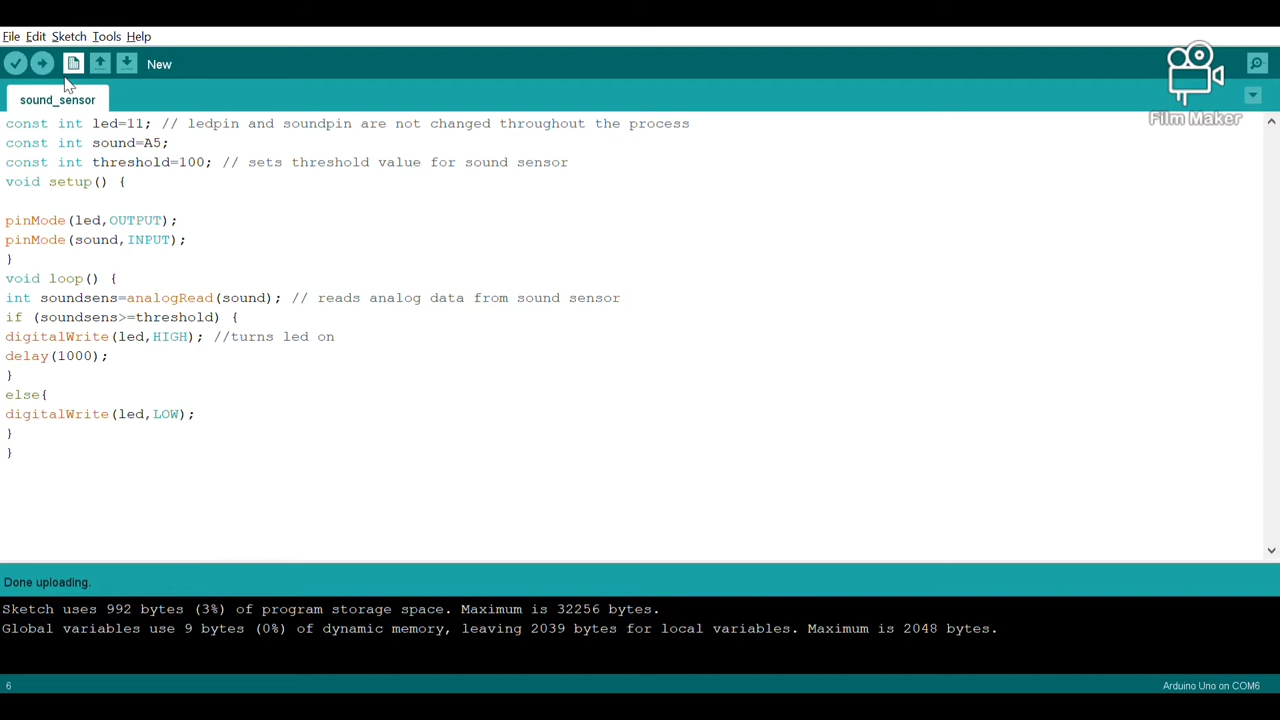 File Edit Sketch Tools Help
New
Film Maker
sound_sensor
const int led=11; // ledpin and soundpin are not changed throughout the process
const int sound=A5;
const int threshold=100; // sets threshold value for sound sensor
void setup() {
pinMode(led,OUTPUT);
pinMode(sound,INPUT);
}
void loop() {
int soundsens=analogRead(sound); // reads analog data from sound sensor
if (soundsens>=threshold) {
digitalWrite(led,HIGH); //turns led on
delay(1000);
}
else{
digitalWrite(led,LOW);
}
}
Done uploading.
Sketch uses 992 bytes (3%) of program storage space. Maximum is 32256 bytes.
Global variables use 9 bytes (0%) of dynamic memory, leaving 2039 bytes for local variables. Maximum is 2048 bytes.
6
Arduino Uno on COM6